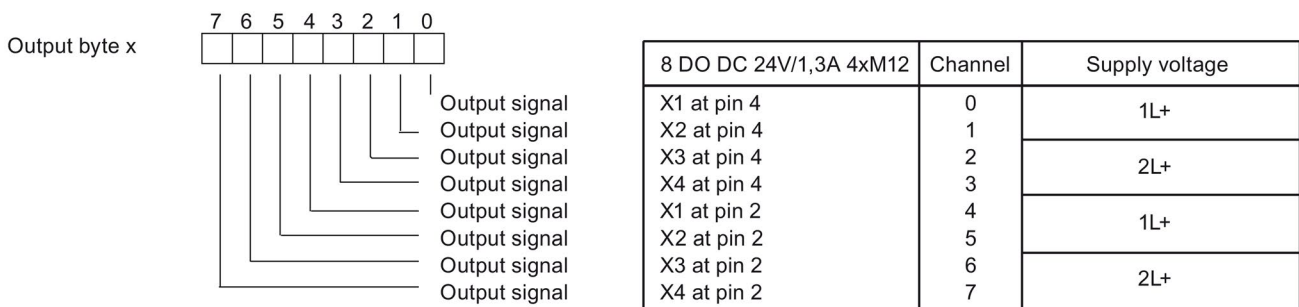 7 6 5 4 3 2 1 0
Output byte x
8 DO DC 24V/1,3A 4xM12 Channel Supply voltage
Output signal X1 at pin 4 0 1L+
Output signal X2 at pin 4 1
Output signal X3 at pin 4 2 2L+
Output signal X4 at pin 4 3
Output signal X1 at pin 2 4 1L+
Output signal X2 at pin 2 5
Output signal X3 at pin 2 6 2L+
Output signal X4 at pin 2 7